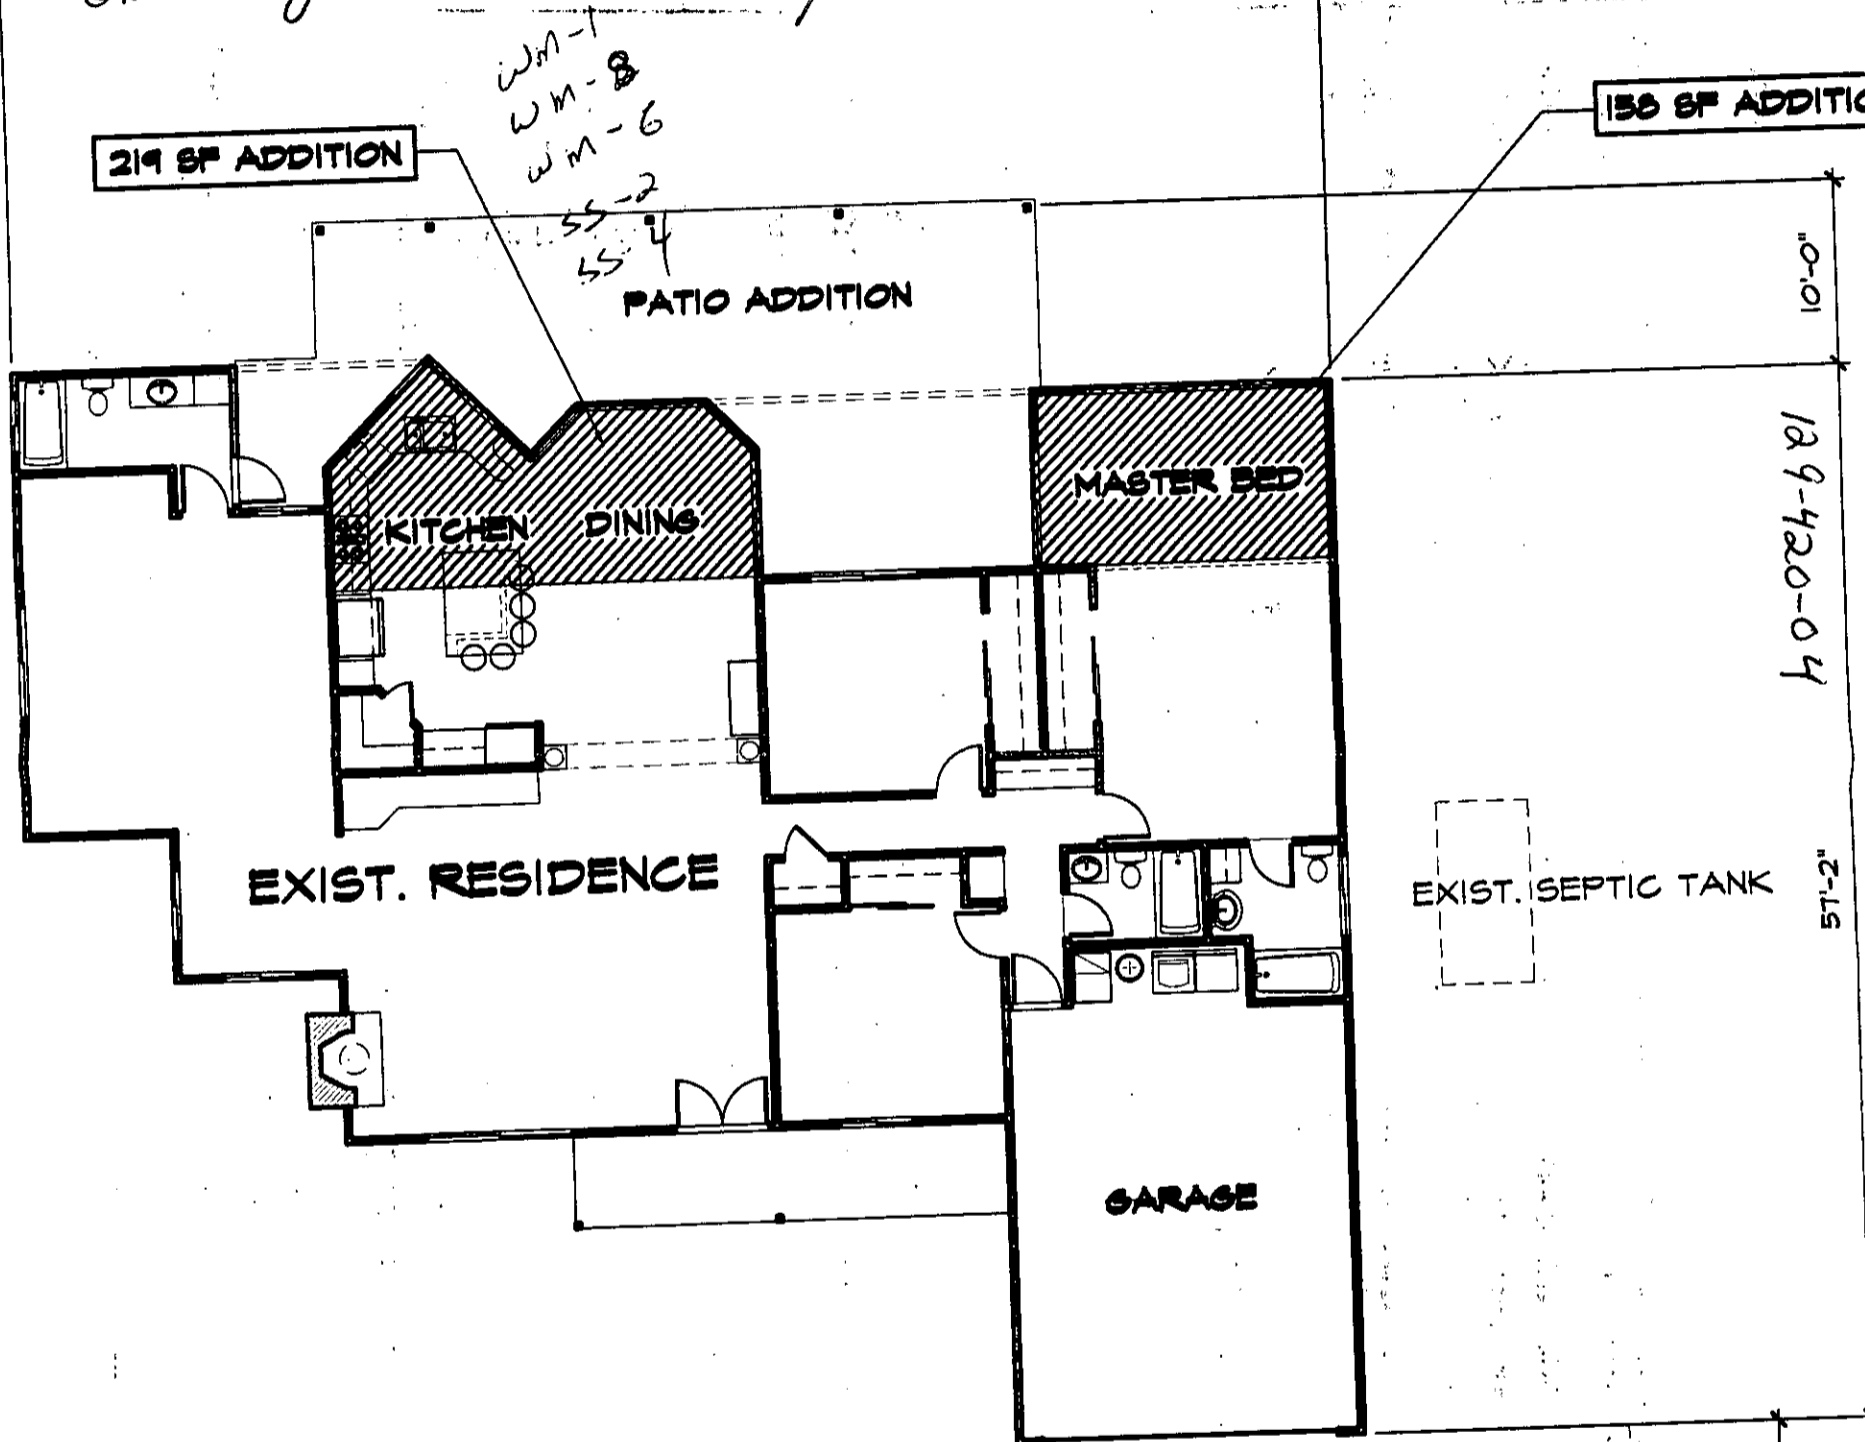 WM-1
WM-8
WM-6
SS-2
SS-4
219 SF ADDITION
158 SF ADDITIO
PATIO ADDITION
10'-0"
129-420-04
MASTER BED
KITCHEN
DINING
EXIST. RESIDENCE
EXIST. SEPTIC TANK
57'-2"
GARAGE